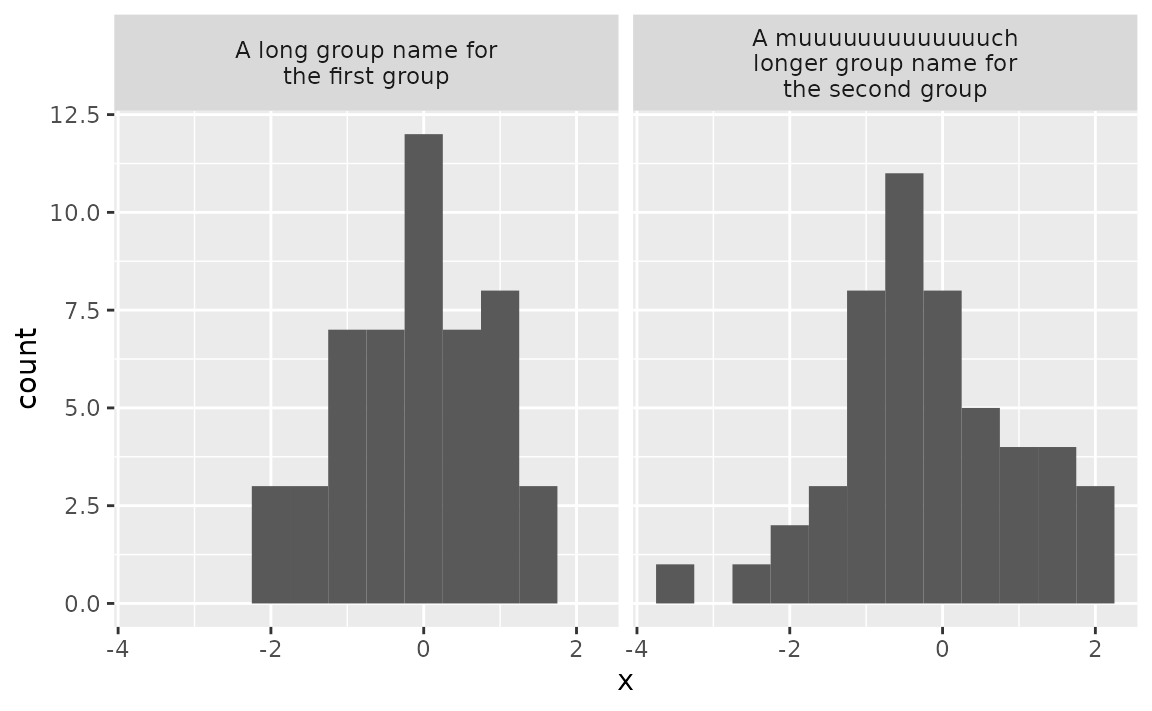 A long group name for
the first group
A muuuuuuuuuuuuuch
longer group name for
the second group
12.5
10.0
7.5
5.0
2.5
0.0
count
-4 -2 0 2
-4 -2 0 2
x